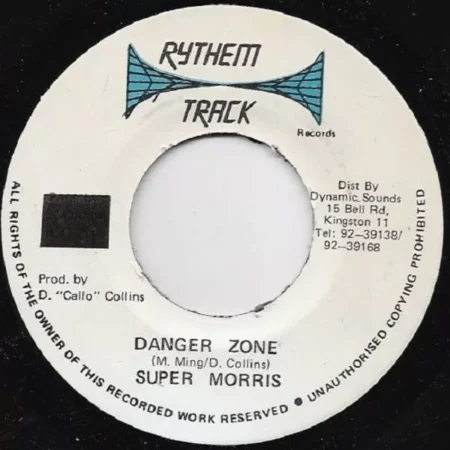 RYTHEM
TRACK
Records
Dist By
Dynamic Sounds
15 Bell Rd,
Kingston 11
Tel: 92-39138/
92-39168
Prod. by
D. "Callo" Collins
DANGER ZONE
(M. Ming/D. Collins)
SUPER MORRIS
ALL RIGHTS OF THE OWNER OF THIS RECORDED WORK RESERVED ● UNAUTHORISED COPYING PROHIBITED